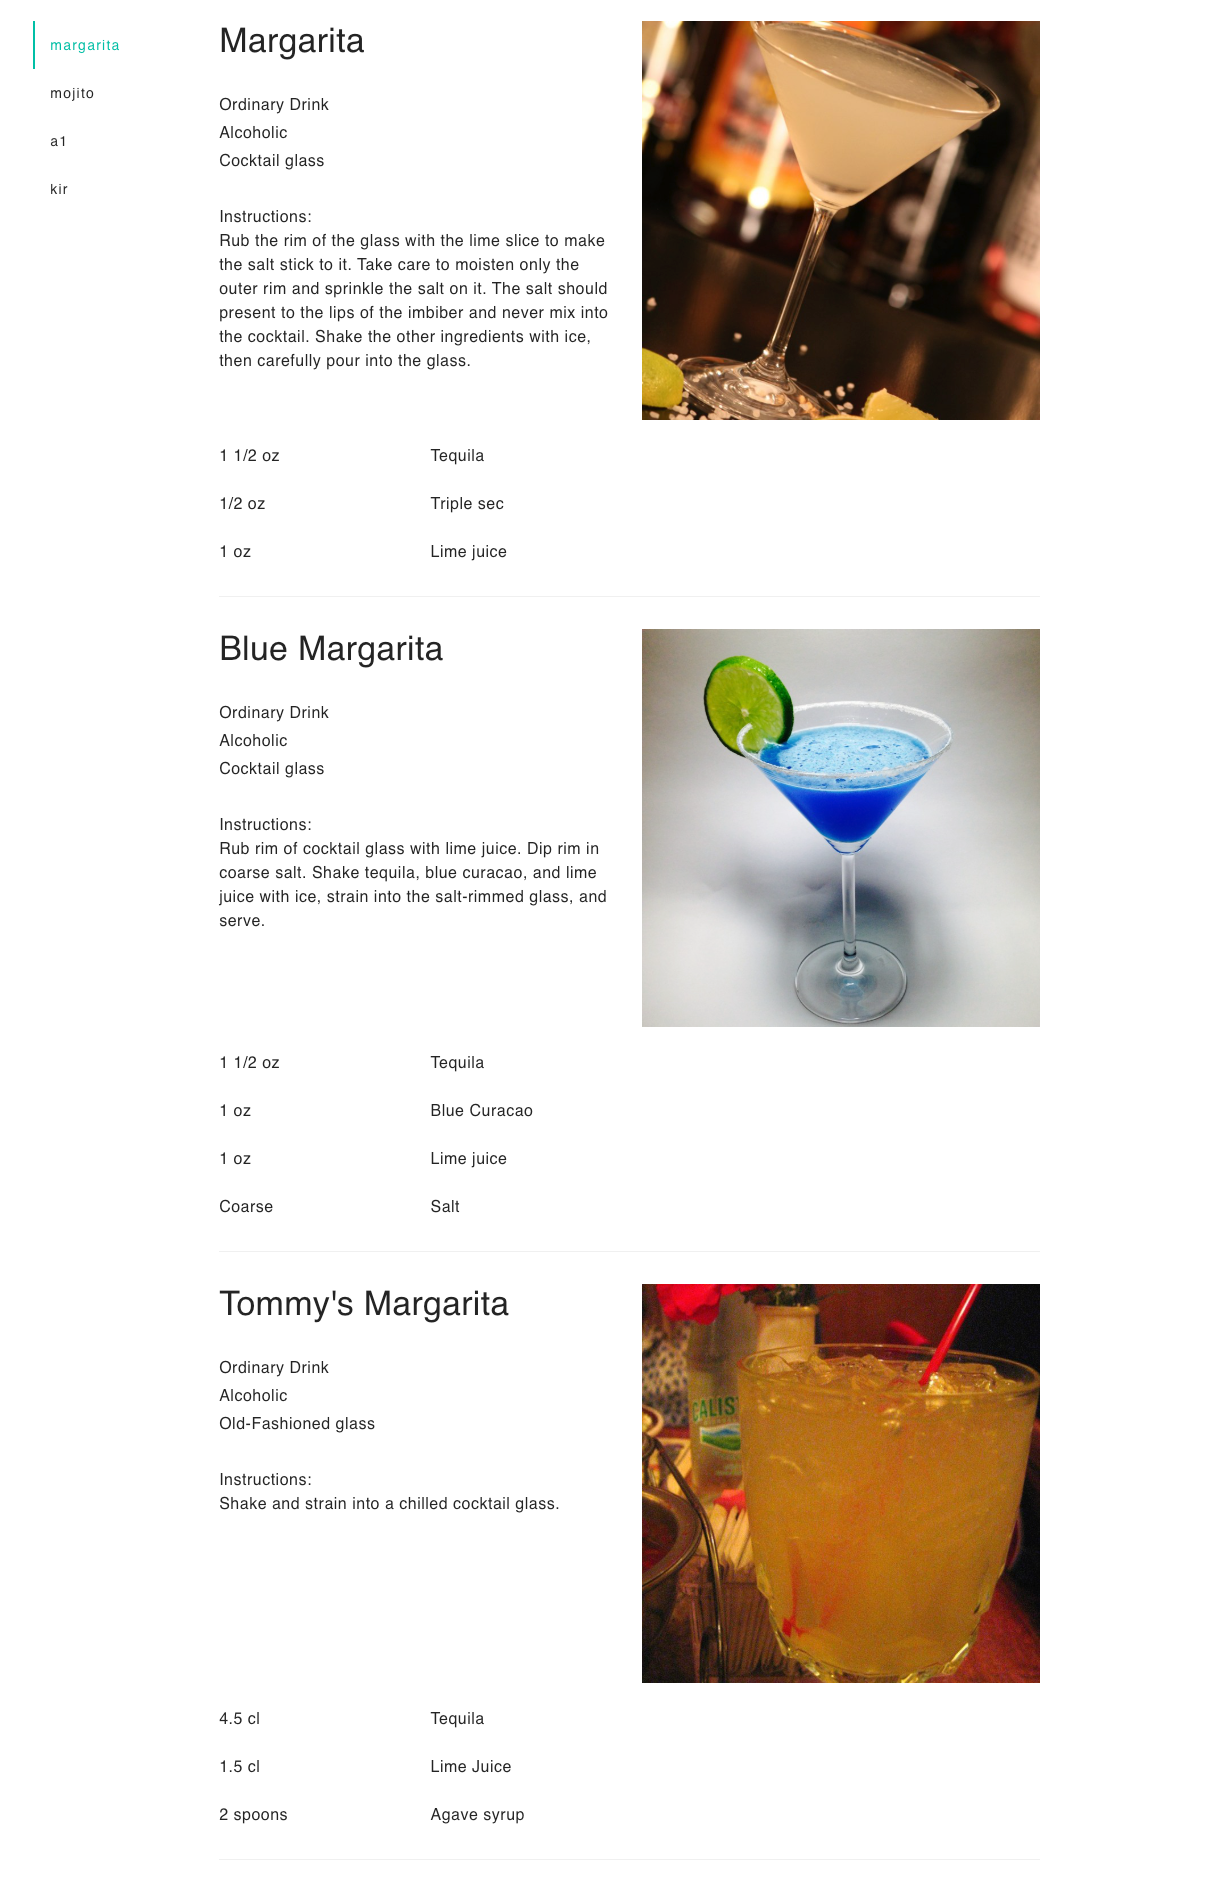 margarita
mojito
a1
kir
Margarita
Ordinary Drink
Alcoholic
Cocktail glass
Instructions:
Rub the rim of the glass with the lime slice to make
the salt stick to it. Take care to moisten only the
outer rim and sprinkle the salt on it. The salt should
present to the lips of the imbiber and never mix into
the cocktail. Shake the other ingredients with ice,
then carefully pour into the glass.
1 1/2 oz Tequila
1/2 oz Triple sec
1 oz Lime juice
Blue Margarita
Ordinary Drink
Alcoholic
Cocktail glass
Instructions:
Rub rim of cocktail glass with lime juice. Dip rim in
coarse salt. Shake tequila, blue curacao, and lime
juice with ice, strain into the salt-rimmed glass, and
serve.
1 1/2 oz Tequila
1 oz Blue Curacao
1 oz Lime juice
Coarse Salt
Tommy's Margarita
Ordinary Drink
Alcoholic
Old-Fashioned glass
Instructions:
Shake and strain into a chilled cocktail glass.
CALIS
4.5 cl Tequila
1.5 cl Lime Juice
2 spoons Agave syrup